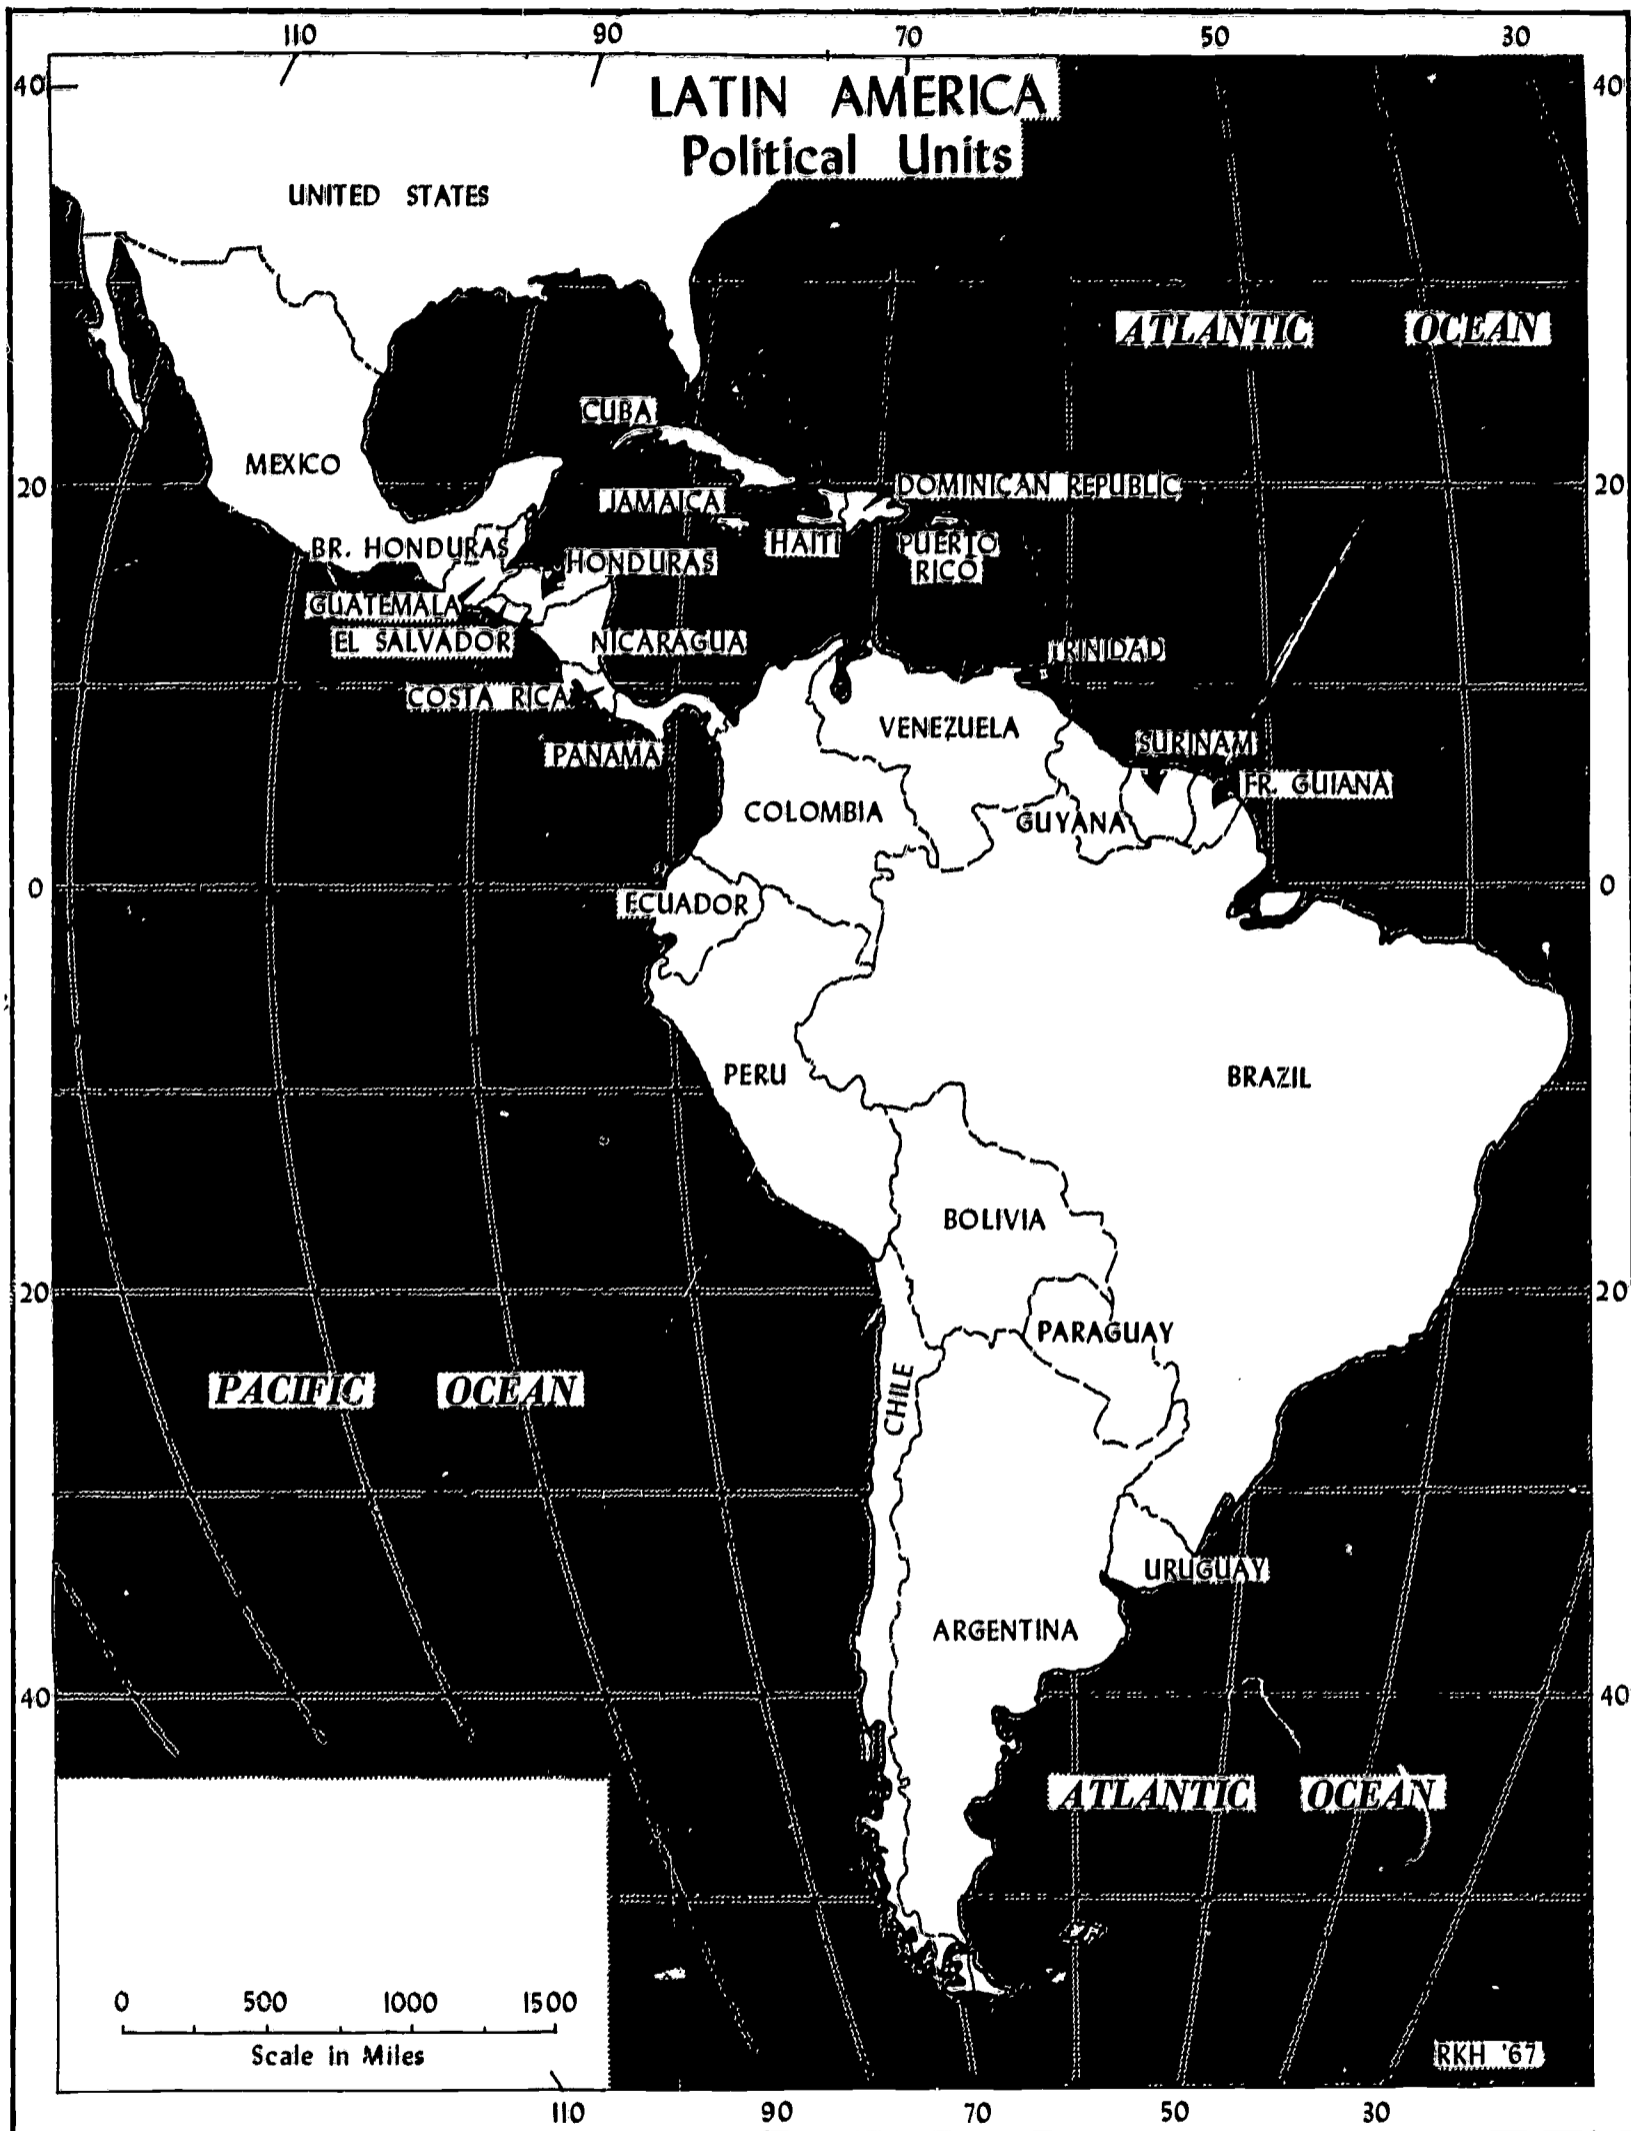 110 90 70 50 30
40 40
LATIN AMERICA
Political Units
UNITED STATES
ATLANTIC OCEAN
CUBA
MEXICO
20 DOMINICAN REPUBLIC 20
JAMAICA
HAITI PUERTO
RICO
BR. HONDURAS
HONDURAS
GUATEMALA
EL SALVADOR NICARAGUA TRINIDAD
COSTA RICA
PANAMA VENEZUELA SURINAM
FR. GUIANA
COLOMBIA GUYANA
0 0
ECUADOR
PERU BRAZIL
BOLIVIA
20 20
PARAGUAY
PACIFIC OCEAN CHILE
URUGUAY
ARGENTINA
40 40
ATLANTIC OCEAN
0 500 1000 1500
Scale in Miles
RKH '67
110 90 70 50 30